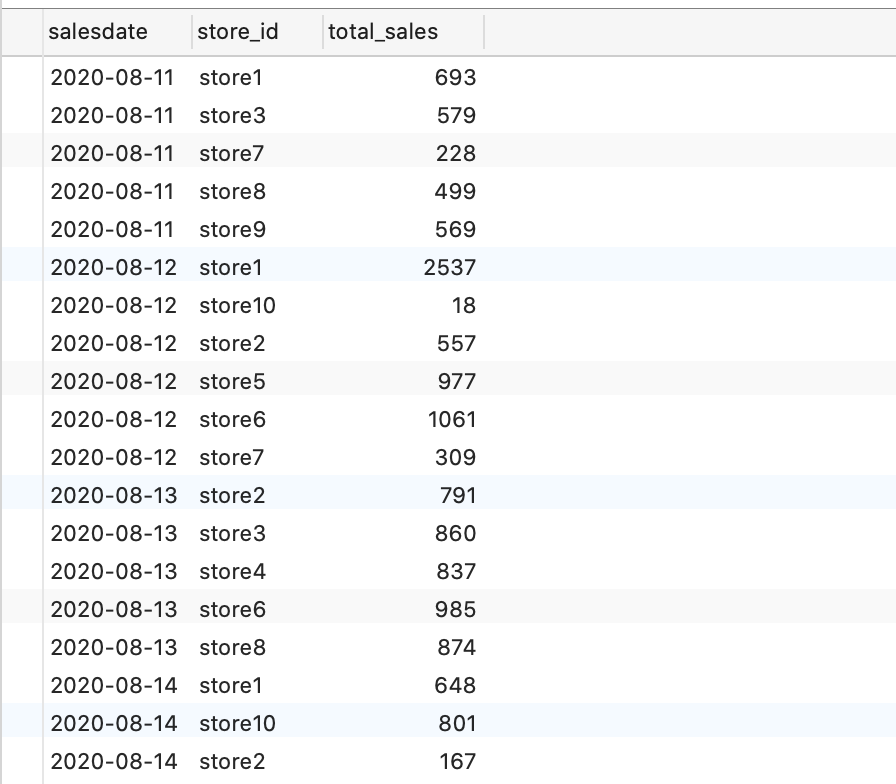 salesdate store_id total_sales
2020-08-11 store1 693
2020-08-11 store3 579
2020-08-11 store7 228
2020-08-11 store8 499
2020-08-11 store9 569
2020-08-12 store1 2537
2020-08-12 store10 18
2020-08-12 store2 557
2020-08-12 store5 977
2020-08-12 store6 1061
2020-08-12 store7 309
2020-08-13 store2 791
2020-08-13 store3 860
2020-08-13 store4 837
2020-08-13 store6 985
2020-08-13 store8 874
2020-08-14 store1 648
2020-08-14 store10 801
2020-08-14 store2 167